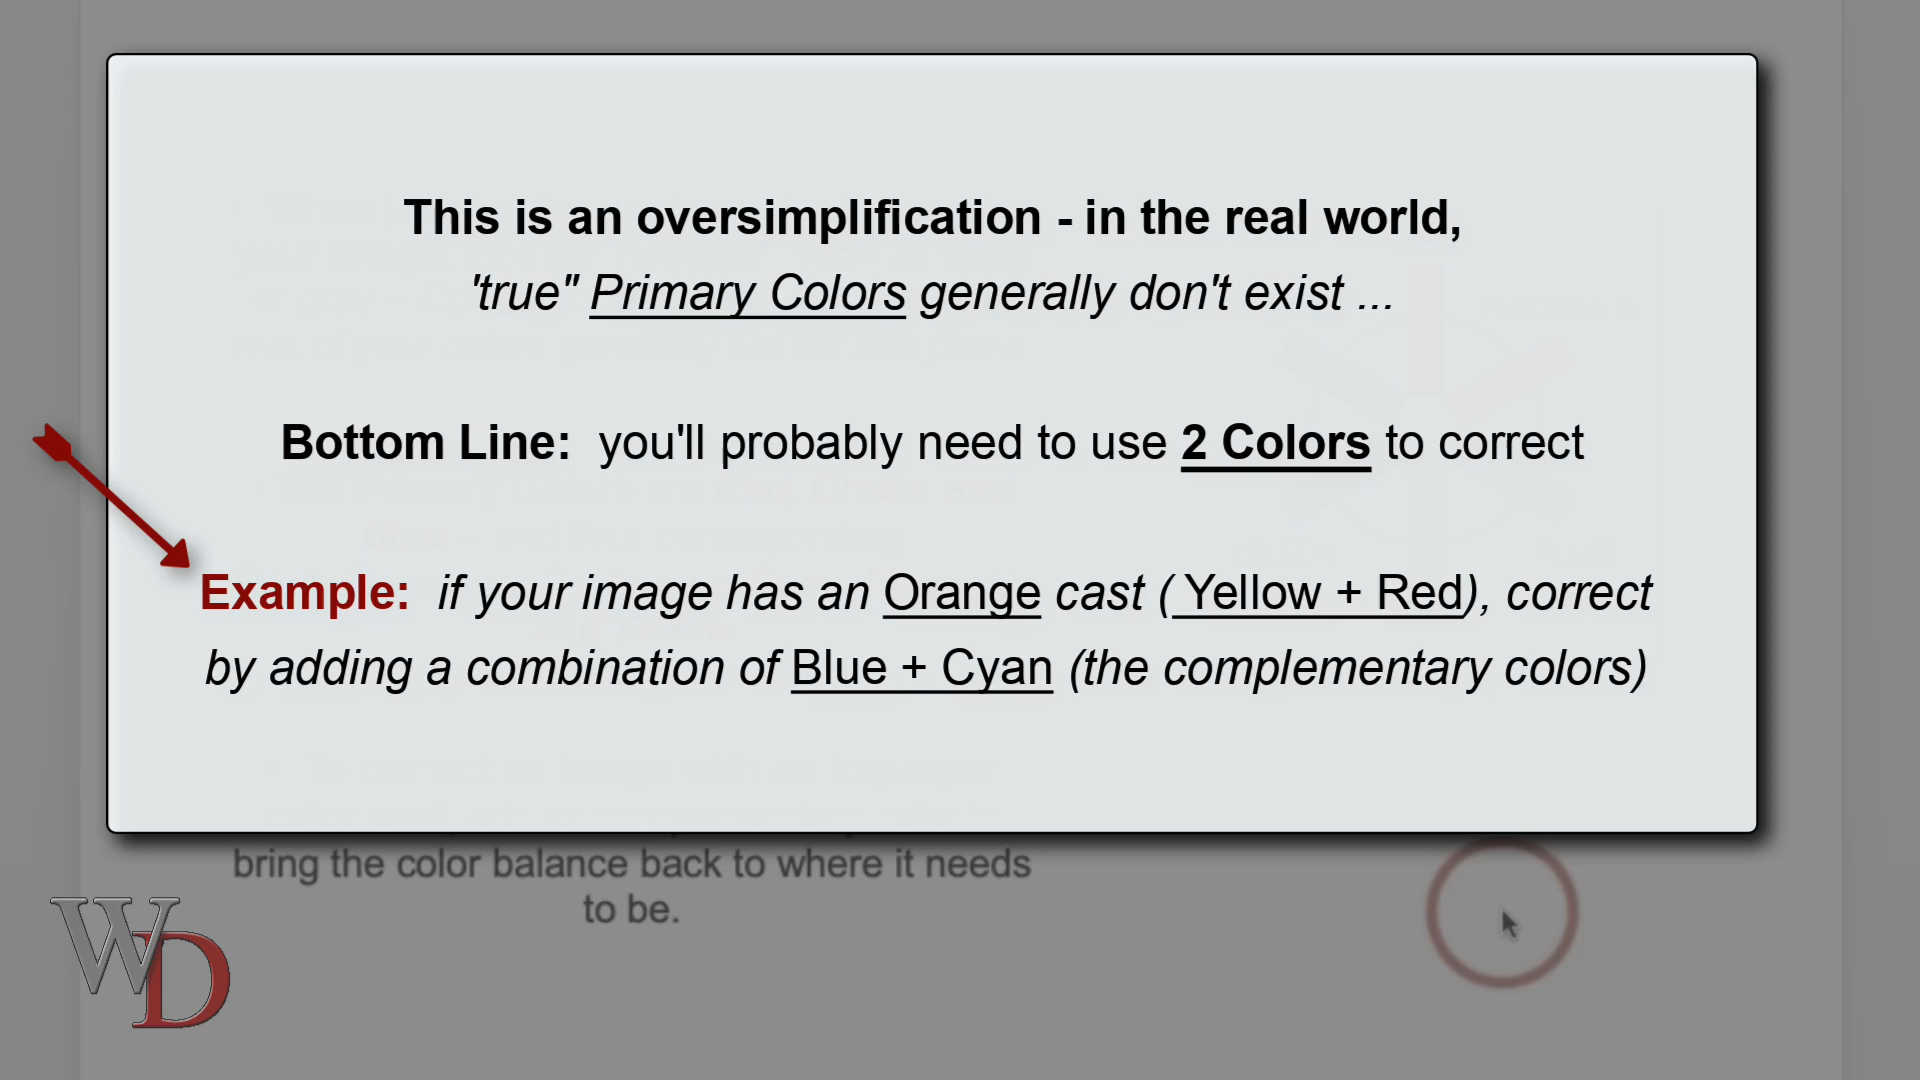 This is an oversimplification - in the real world,
'true" Primary Colors generally don't exist ...
Bottom Line: you'll probably need to use 2 Colors to correct
Example: if your image has an Orange cast ( Yellow + Red), correct
by adding a combination of Blue + Cyan (the complementary colors)
bring the color balance back to where it needs
to be.
WD